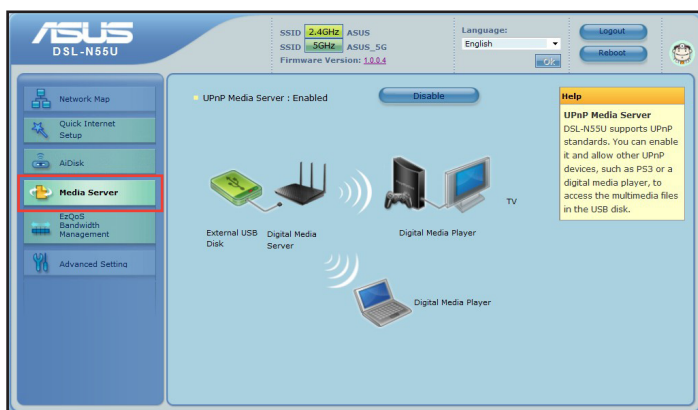 ASUS
DSL-N55U
SSID 2.4GHz ASUS
SSID 5GHz ASUS_5G
Firmware Version: 1.0.0.4
Language:
English
OK
Logout
Reboot
Network Map
Quick Internet
Setup
AiDisk
Media Server
EzQoS
Bandwidth
Management
Advanced Setting
UPnP Media Server : Enabled
Disable
External USB
Disk
Digital Media
Server
Digital Media Player
TV
Digital Media Player
Help
UPnP Media Server
DSL-N55U supports UPnP
standards. You can enable
it and allow other UPnP
devices, such as PS3 or a
digital media player, to
access the multimedia files
in the USB disk.